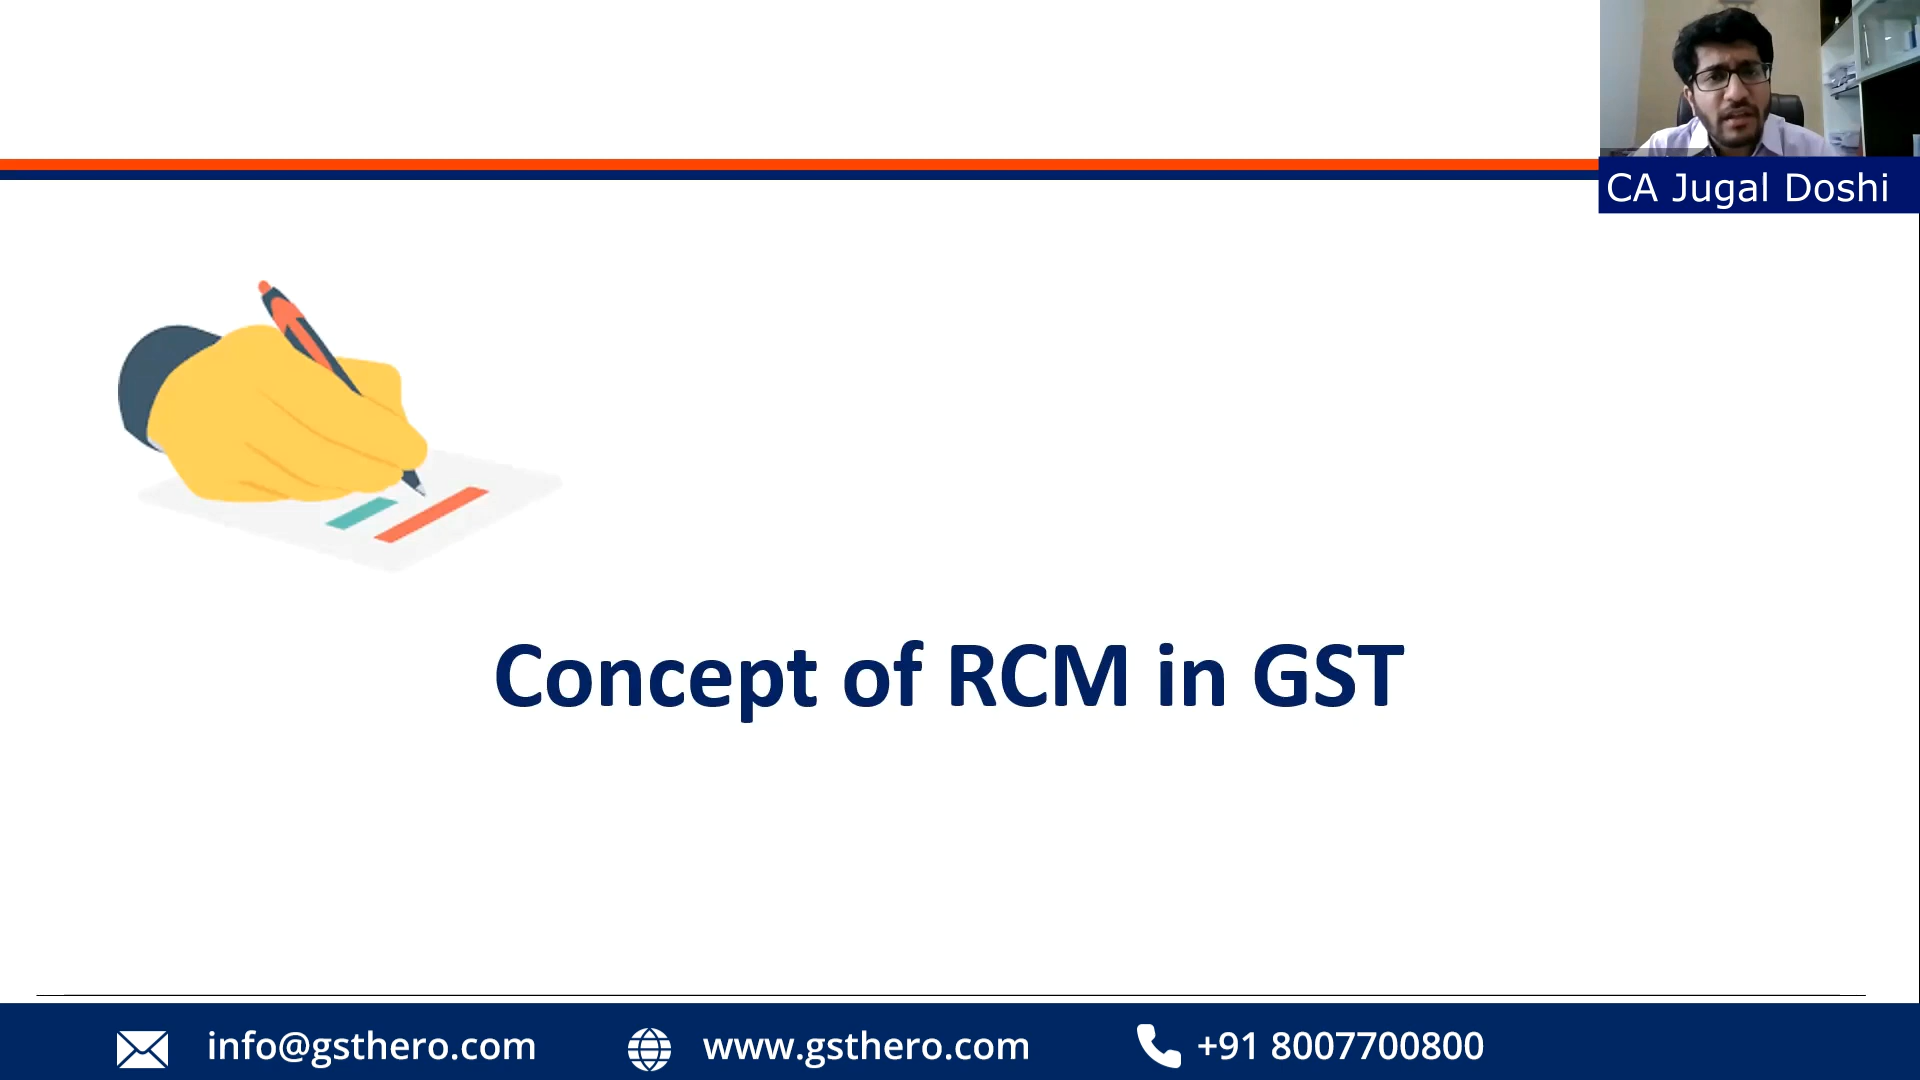 CA Jugal Doshi
Concept of RCM in GST
info@gsthero.com
www.gsthero.com
+91 8007700800